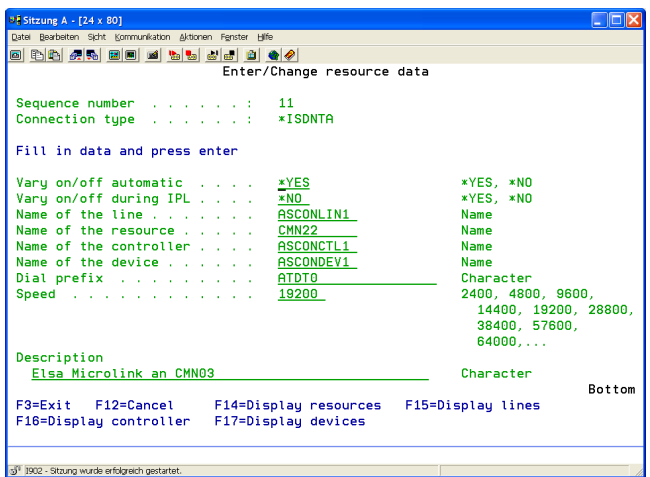 Sitzung A - [24 x 80]
Datei Bearbeiten Sicht Kommunikation Aktionen Fenster Hilfe
Enter/Change resource data
Sequence number . . . . . . : 11
Connection type . . . . . . : *ISDNTA
Fill in data and press enter
Vary on/off automatic . . . . *YES *YES, *NO
Vary on/off during IPL . . . . *NO *YES, *NO
Name of the line . . . . . . . ASCONLIN1 Name
Name of the resource . . . . . CMN22 Name
Name of the controller . . . . ASCONCTL1 Name
Name of the device . . . . . . ASCONDEV1 Name
Dial prefix . . . . . . . . . ATDT0 Character
Speed . . . . . . . . . . . . 19200 2400, 4800, 9600,
14400, 19200, 28800,
38400, 57600,
64000,...
Description
Elsa Microlink an CMN03 Character
Bottom
F3=Exit F12=Cancel F14=Display resources F15=Display lines
F16=Display controller F17=Display devices
I902 - Sitzung wurde erfolgreich gestartet.